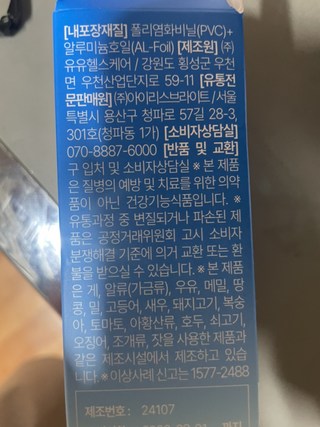 [내포장재질] 폴리염화비닐(PVC)+
알루미늄호일(AL-Foil) [제조원] ㈜
유유헬스케어 / 강원도 횡성군 우천
면 우천산업단지로 59-11 [유통전
문판매원] ㈜아이리스브라이트 / 서울
특별시 용산구 청파로 57길 28-3,
301호(청파동 1가) [소비자상담실]
070-8887-6000 [반품 및 교환]
구입처 및 소비자상담실 ※ 본 제품
은 질병의 예방 및 치료를 위한 의약
품이 아닌 건강기능식품입니다. ※
유통과정 중 변질되거나 파손된 제
품은 공정거래위원회 고시 소비자
분쟁해결 기준에 의거 교환 또는 환
불을 받으실 수 있습니다. ※ 본 제품
은 게, 알류(가금류), 우유, 메밀, 땅
콩, 밀, 고등어, 새우, 돼지고기, 복숭
아, 토마토, 아황산류, 호두, 쇠고기,
오징어, 조개류, 잣을 사용한 제품과
같은 제조시설에서 제조하고 있습
니다. ※ 이상사례 신고는 1577-2488
제조번호: 24107